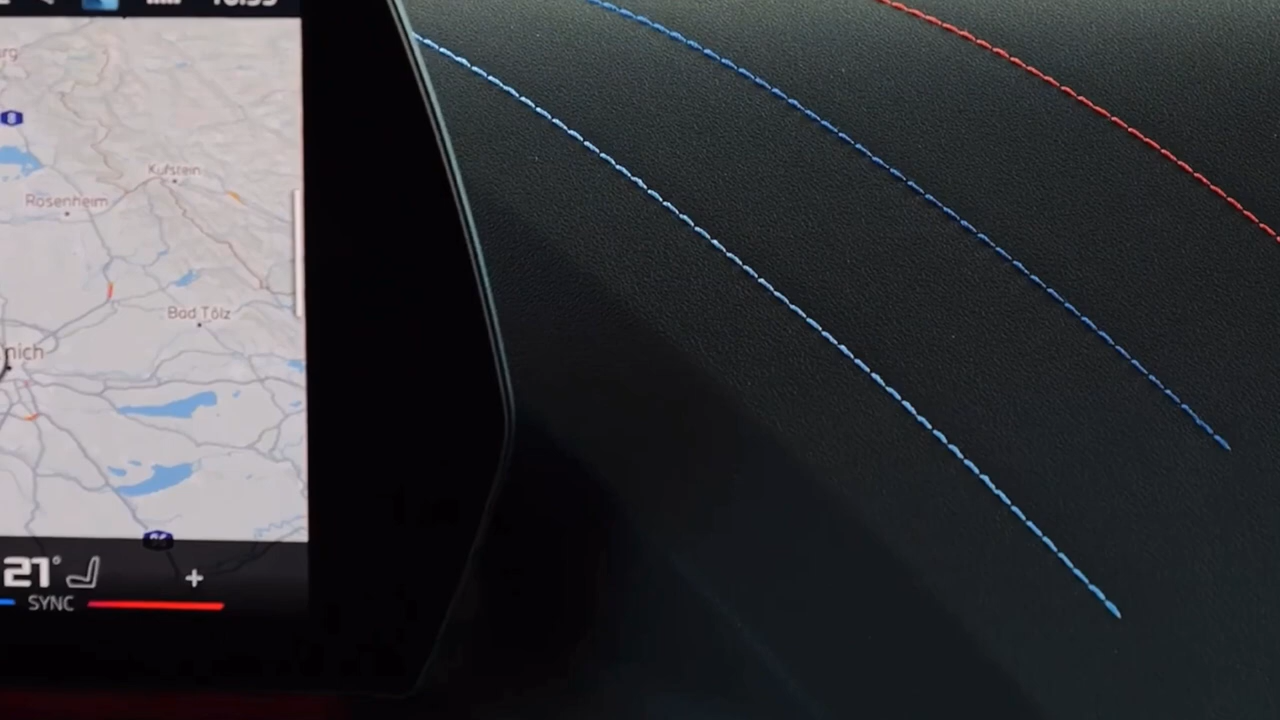 Kufstein
Rosenheim
Bad Tölz
nich
21°
+
SYNC